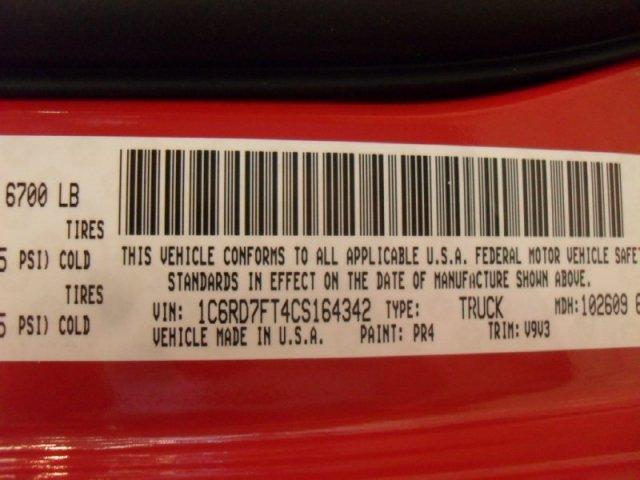 6700 LB
TIRES
5 PSI) COLD
TIRES
5 PSI) COLD
THIS VEHICLE CONFORMS TO ALL APPLICABLE U.S.A. FEDERAL MOTOR VEHICLE SAFE
STANDARDS IN EFFECT ON THE DATE OF MANUFACTURE SHOWN ABOVE.
VIN: 1C6RD7FT4CS164342 TYPE: TRUCK MDH:102609
VEHICLE MADE IN U.S.A. PAINT: PR4 TRIM: V9V3